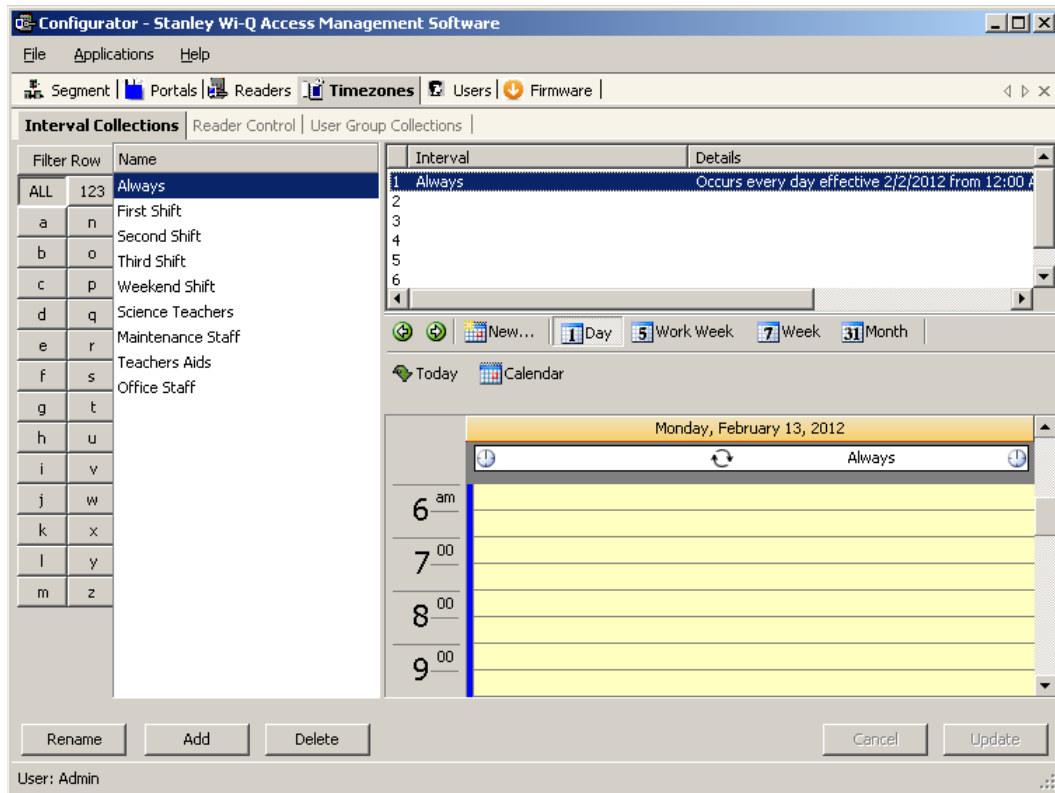 Configurator - Stanley Wi-Q Access Management Software
File Applications Help
Segment Portals Readers Timezones Users Firmware
Interval Collections Reader Control User Group Collections
Filter Row
ALL 123
a n
b o
c p
d q
e r
f s
g t
h u
i v
j w
k x
l y
m z
Name
Always
First Shift
Second Shift
Third Shift
Weekend Shift
Science Teachers
Maintenance Staff
Teachers Aids
Office Staff
Interval Details
1 Always Occurs every day effective 2/2/2012 from 12:00 A
2
3
4
5
6
New... 1 Day 5 Work Week 7 Week 31 Month
Today Calendar
Monday, February 13, 2012
Always
6 am
7 00
8 00
9 00
Rename Add Delete Cancel Update
User: Admin